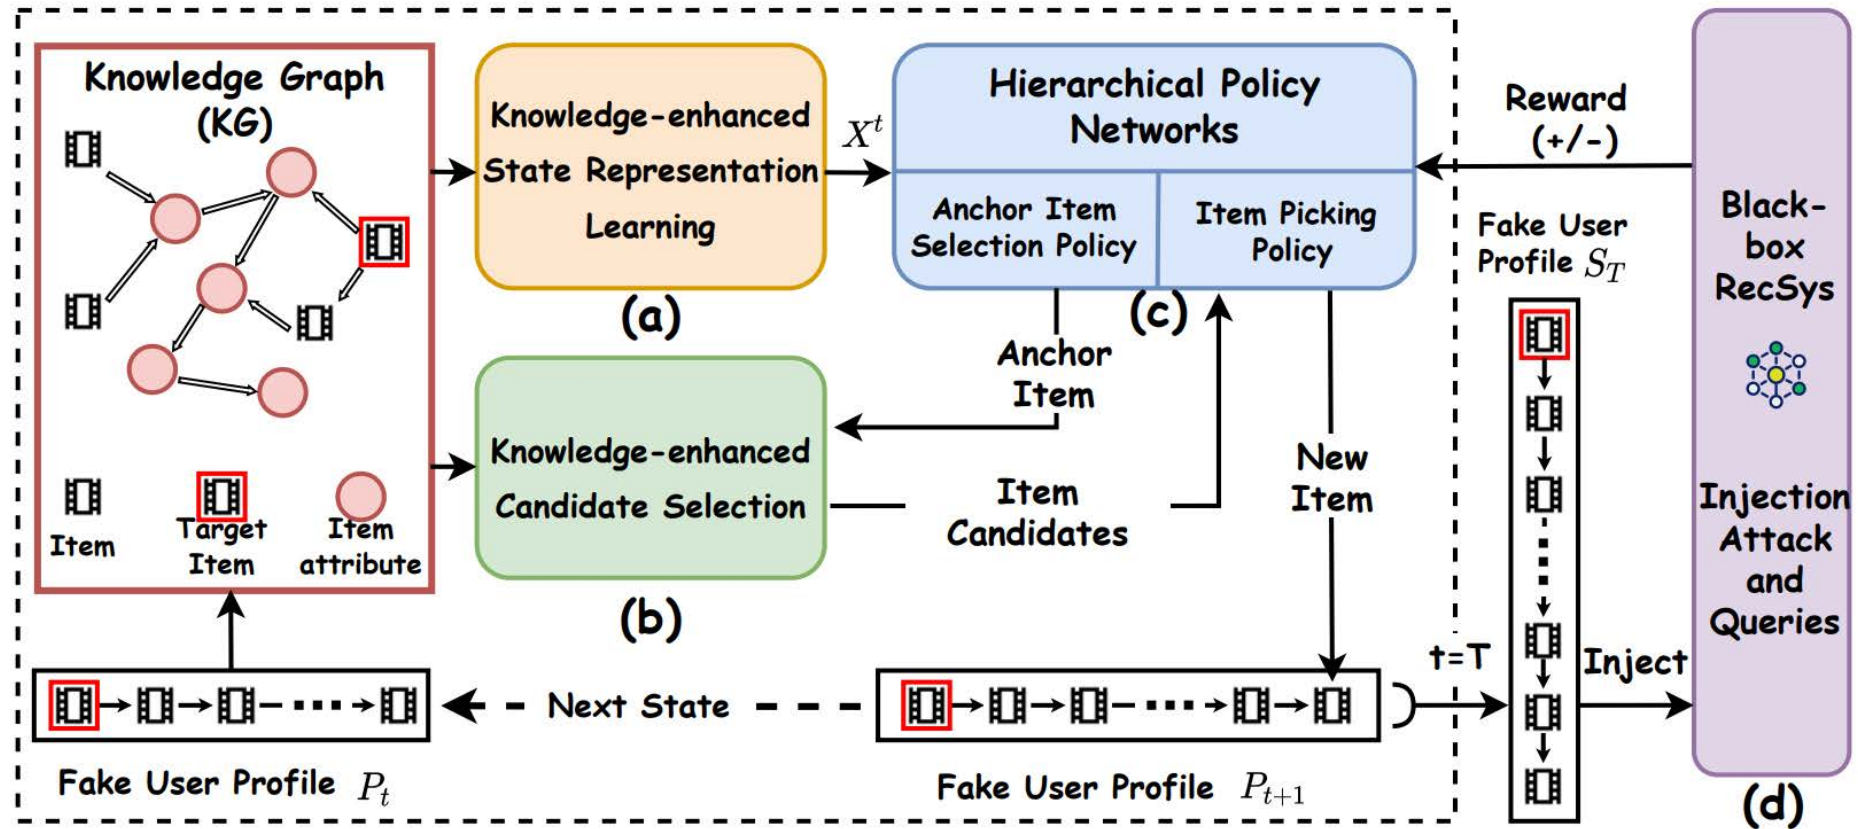 Knowledge Graph
(KG)
Item
Target
Item
Item
attribute
Knowledge-enhanced
State Representation
Learning
(a)
X^t
Hierarchical Policy
Networks
Anchor Item
Selection Policy
Item Picking
Policy
(c)
Knowledge-enhanced
Candidate Selection
(b)
Anchor
Item
Item
Candidates
New
Item
Reward
(+/-)
Fake User
Profile S_T
Black-
box
RecSys
Injection
Attack
and
Queries
(d)
t=T
Inject
Next State
Fake User Profile P_t
Fake User Profile P_{t+1}